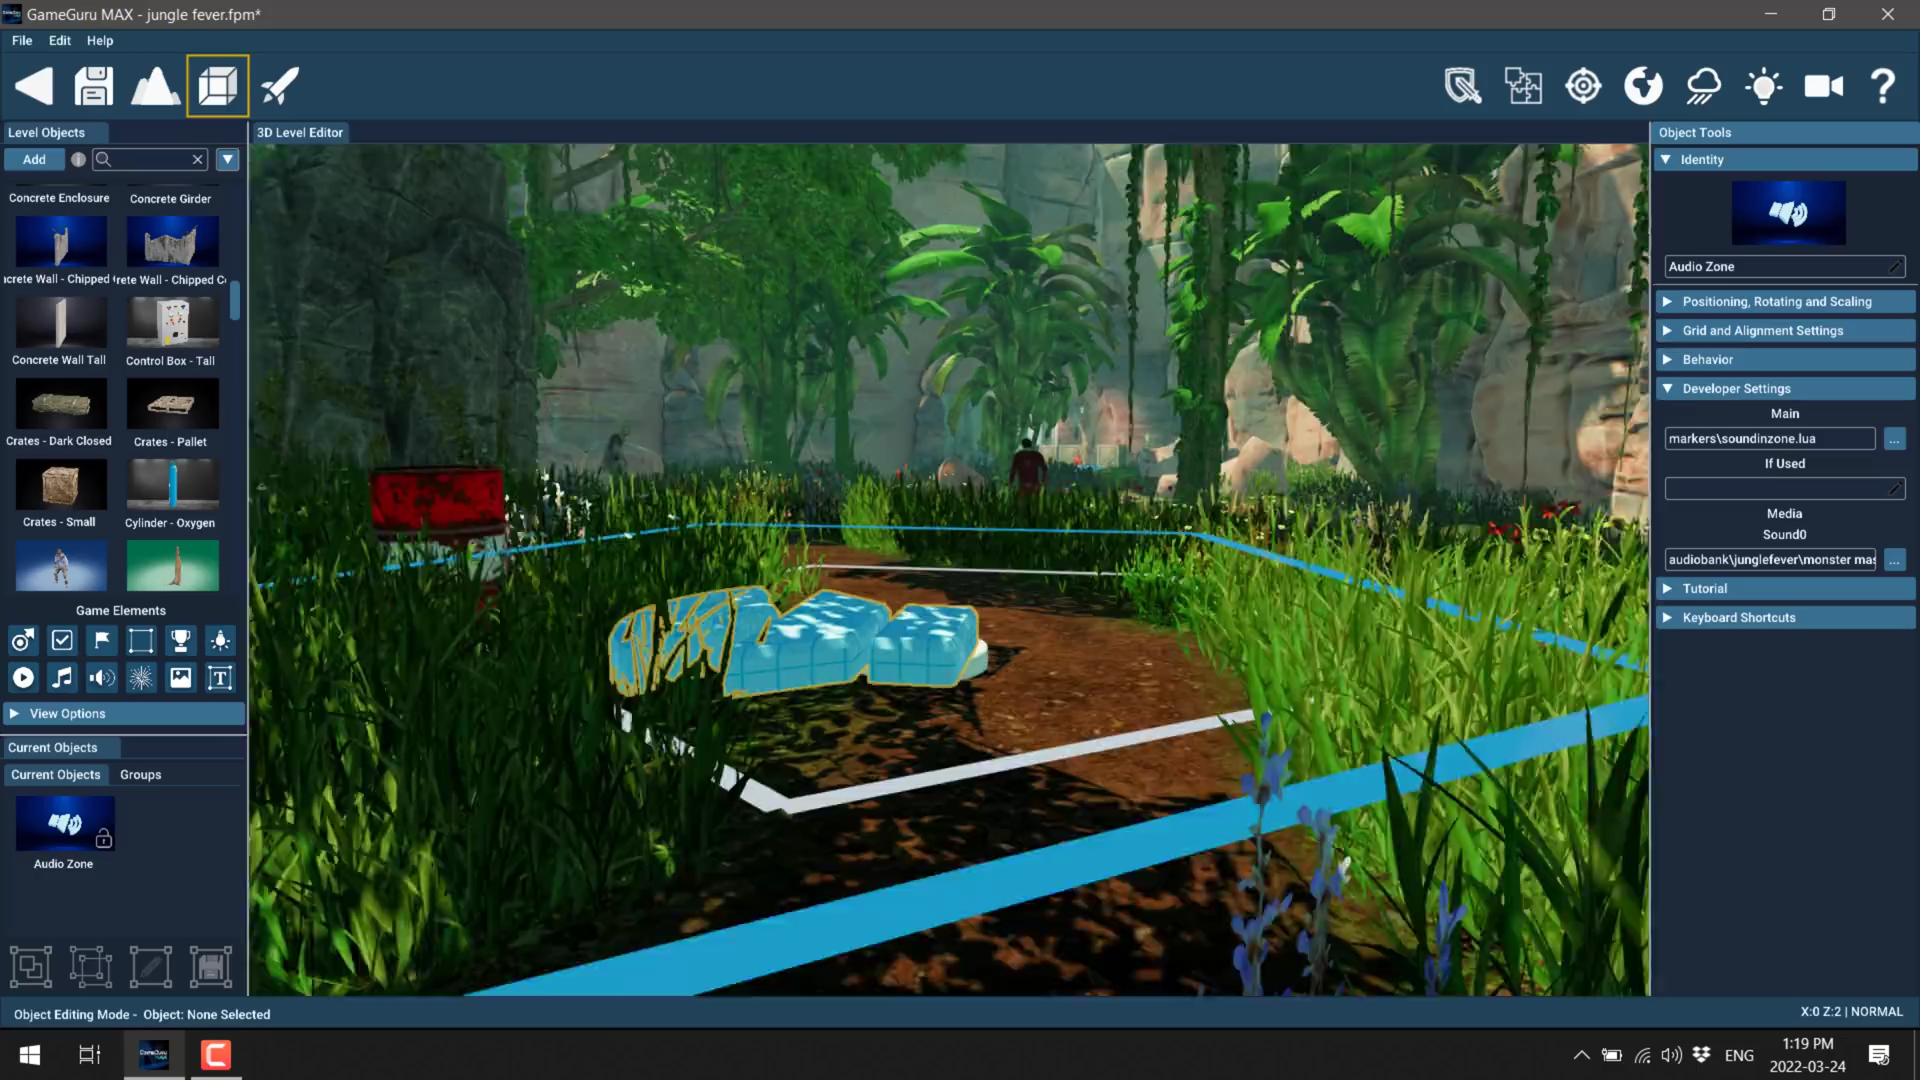 GameGuru MAX - jungle fever.fpm*
File Edit Help
Level Objects
Add
Concrete Enclosure Concrete Girder
crete Wall - Chipped rete Wall - Chipped C
Concrete Wall Tall Control Box - Tall
Crates - Dark Closed Crates - Pallet
Crates - Small Cylinder - Oxygen
Game Elements
View Options
Current Objects
Current Objects Groups
Audio Zone
3D Level Editor
Object Tools
Identity
Audio Zone
Positioning, Rotating and Scaling
Grid and Alignment Settings
Behavior
Developer Settings
Main
markers\soundinzone.lua ...
If Used
Media
Sound0
audiobank\junglefever\monster mas ...
Tutorial
Keyboard Shortcuts
Object Editing Mode - Object: None Selected
X:0 Z:2 | NORMAL
ENG
1:19 PM
2022-03-24